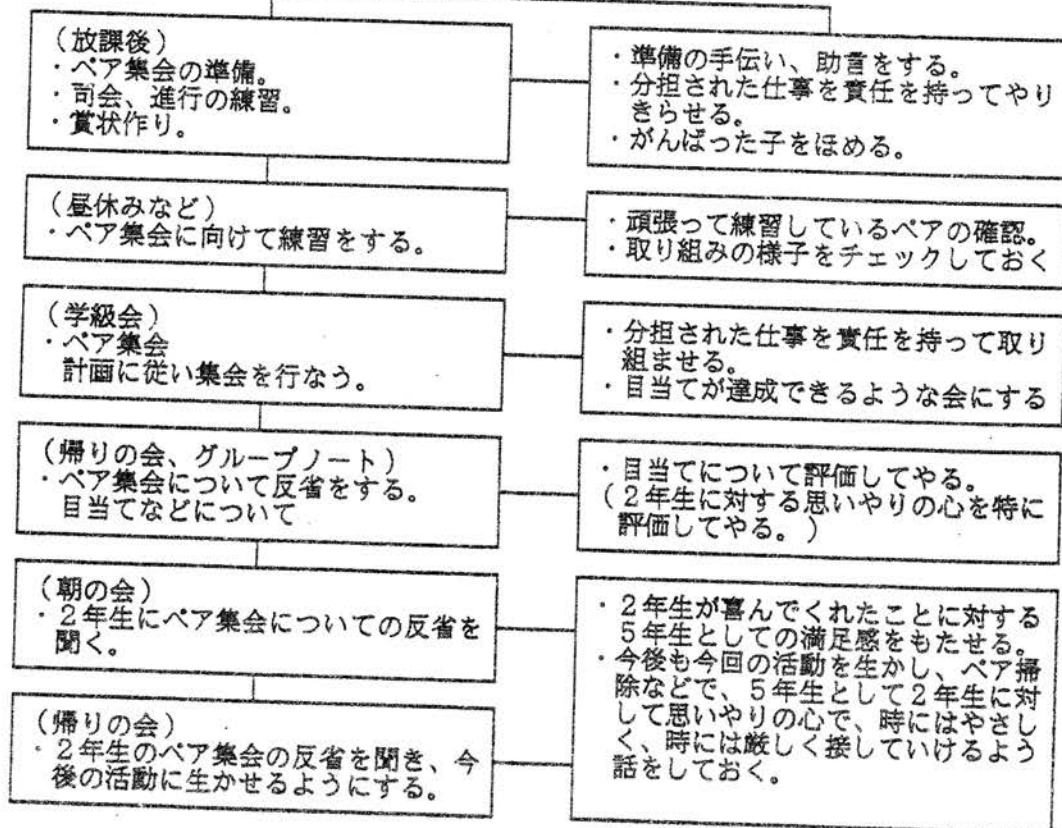 (放課後)
・ペア集会の準備。
・司会、進行の練習。
・賞状作り。
・準備の手伝い、助言をする。
・分担された仕事を責任を持ってやり
きらせる。
・がんばった子をほめる。
(昼休みなど)
・ペア集会に向けて練習をする。
・頑張って練習しているペアの確認。
・取り組みの様子をチェックしておく
(学級会)
・ペア集会
計画に従い集会を行なう。
・分担された仕事を責任を持って取り
組ませる。
・目当てが達成できるような会にする
(帰りの会、グループノート)
・ペア集会について反省をする。
目当てなどについて
・目当てについて評価してやる。
(2年生に対する思いやりの心を特に
評価してやる。)
(朝の会)
・2年生にペア集会についての反省を
聞く。
(帰りの会)
・2年生のペア集会の反省を聞き、今
後の活動に生かせるようにする。
・2年生が喜んでくれたことに対する
5年生としての満足感をもたせる。
・今後も今回の活動を生かし、ペア掃
除などで、5年生として2年生に対
して思いやりの心で、時にはやさし
く、時には厳しく接していけるよう
話をしておく。